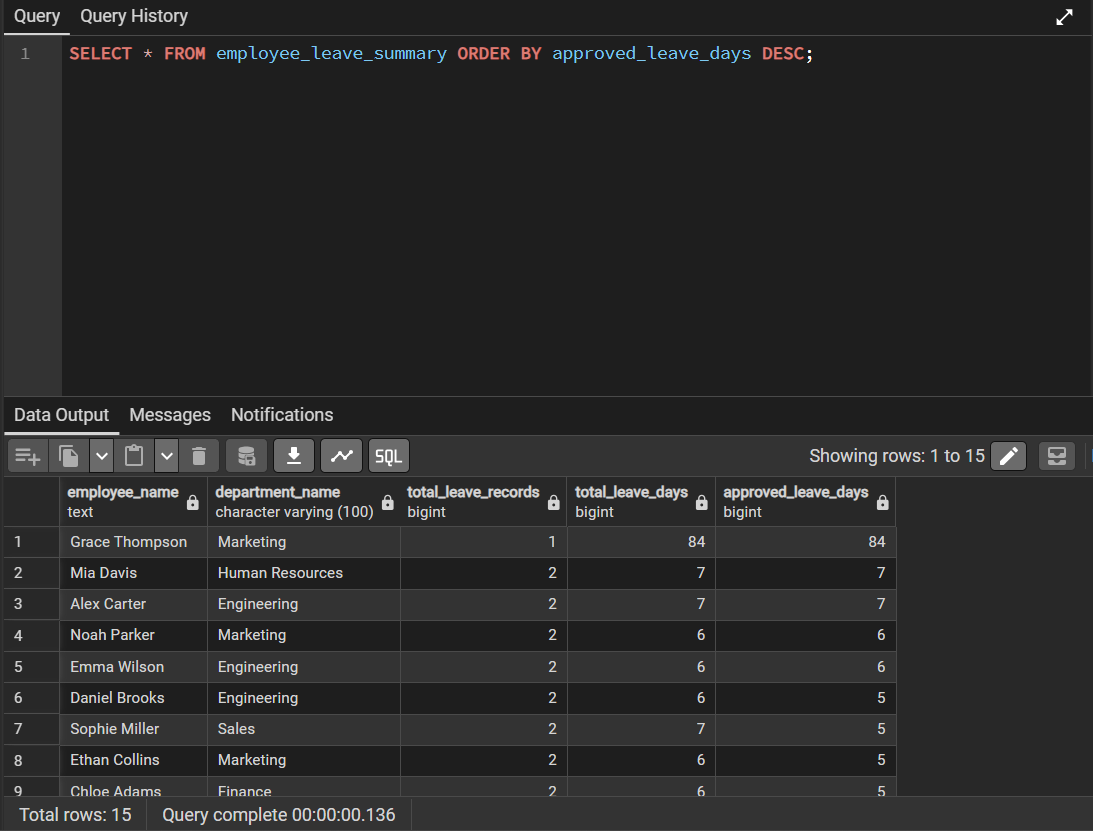 Query Query History
1 SELECT * FROM employee_leave_summary ORDER BY approved_leave_days DESC;
Data Output Messages Notifications
SQL Showing rows: 1 to 15
employee_name department_name total_leave_records total_leave_days approved_leave_days
text character varying (100) bigint bigint bigint
1 Grace Thompson Marketing 1 84 84
2 Mia Davis Human Resources 2 7 7
3 Alex Carter Engineering 2 7 7
4 Noah Parker Marketing 2 6 6
5 Emma Wilson Engineering 2 6 6
6 Daniel Brooks Engineering 2 6 5
7 Sophie Miller Sales 2 7 5
8 Ethan Collins Marketing 2 6 5
9 Chloe Adams Finance 2 6 5
Total rows: 15 Query complete 00:00:00.136